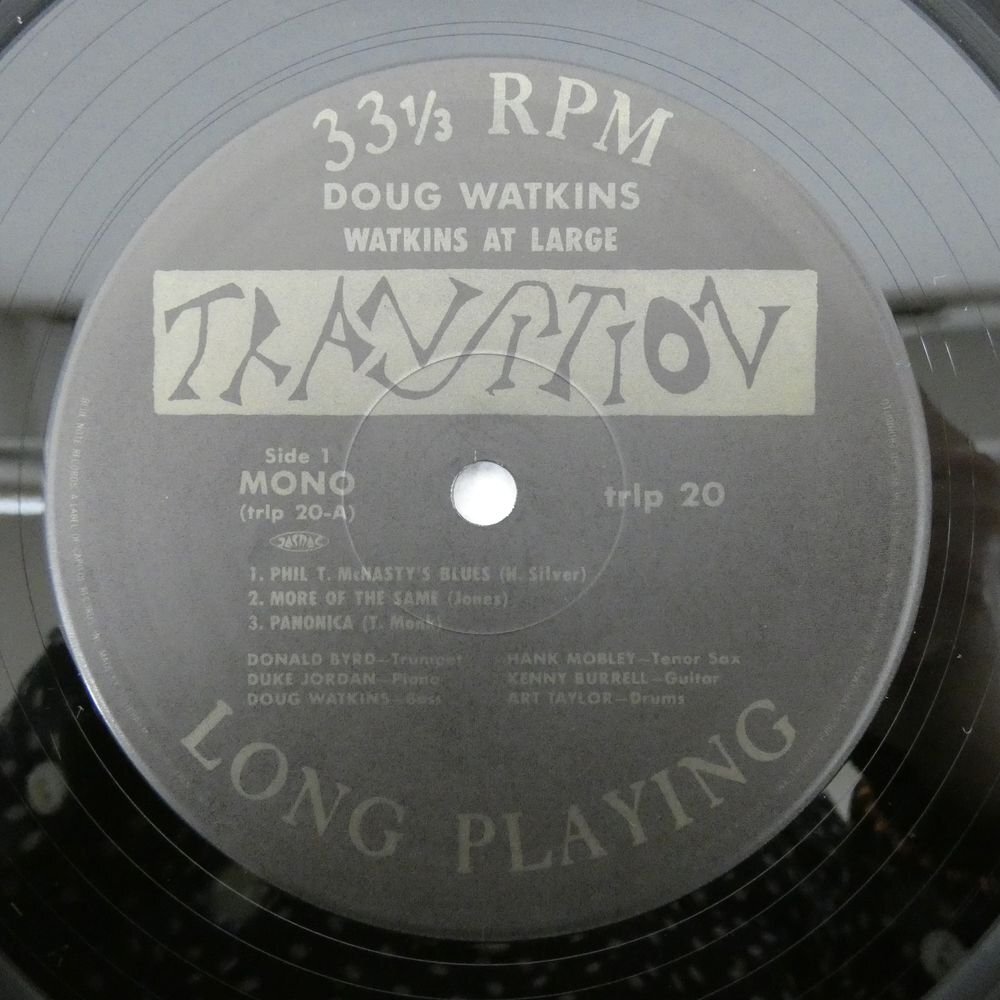 33⅓ RPM
DOUG WATKINS
WATKINS AT LARGE
TRANSITION
Side 1
MONO
(trlp 20-A)
trlp 20
JASRAC
1. PHIL T. McNASTY'S BLUES (H. Silver)
2. MORE OF THE SAME (Jones)
3. PANONICA (T. Monk)
DONALD BYRD—Trumpet HANK MOBLEY—Tenor Sax
DUKE JORDAN—Piano KENNY BURRELL—Guitar
DOUG WATKINS—Bass ART TAYLOR—Drums
LONG PLAYING